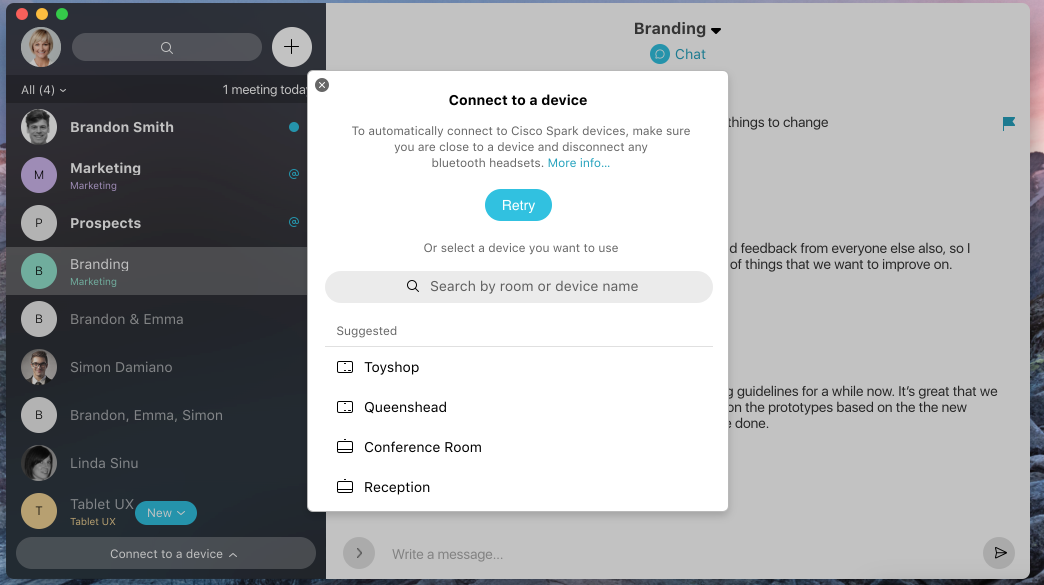 Branding
Chat
All (4)
1 meeting today
Brandon Smith
M
Marketing
Marketing
@
P
Prospects
@
B
Branding
Marketing
B
Brandon & Emma
Simon Damiano
B
Brandon, Emma, Simon
Linda Sinu
T
Tablet UX
Tablet UX
New
Connect to a device
Connect to a device
To automatically connect to Cisco Spark devices, make sure
you are close to a device and disconnect any
bluetooth headsets. More info...
Retry
Or select a device you want to use
Search by room or device name
Suggested
Toyshop
Queenshead
Conference Room
Reception
things to change
feedback from everyone else also, so I
of things that we want to improve on.
guidelines for a while now. It’s great that we
on the prototypes based on the the new
done.
Write a message...